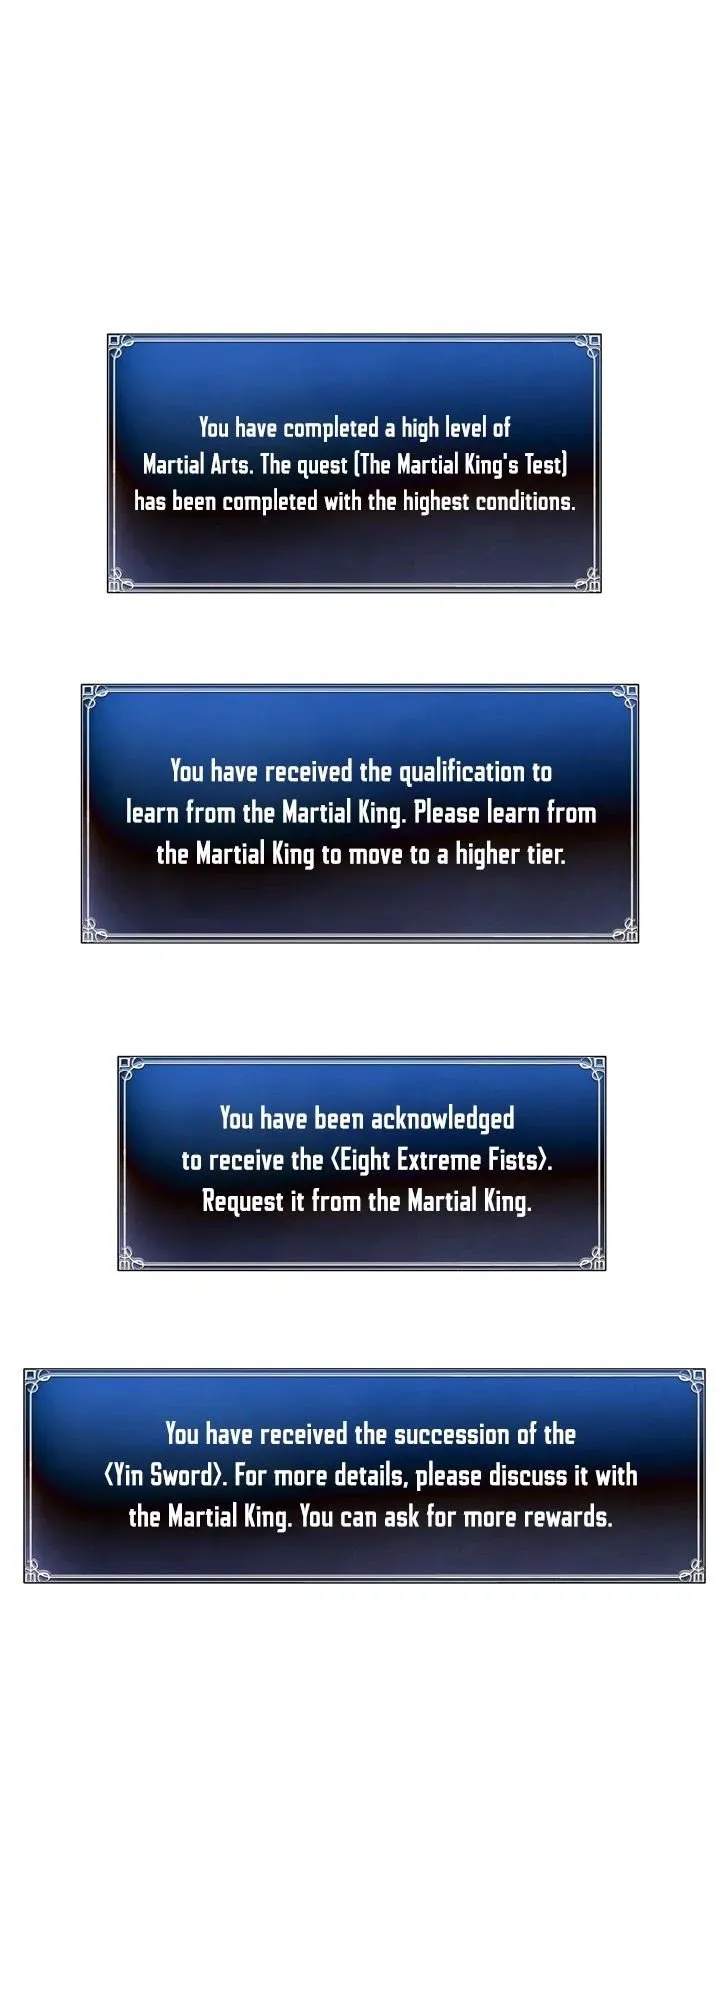 You have completed a high level of
Martial Arts. The quest [The Martial King's Test]
has been completed with the highest conditions.
You have received the qualification to
learn from the Martial King. Please learn from
the Martial King to move to a higher tier.
You have been acknowledged
to receive the <Eight Extreme Fists>.
Request it from the Martial King.
You have received the succession of the
<Yin Sword>. For more details, please discuss it with
the Martial King. You can ask for more rewards.